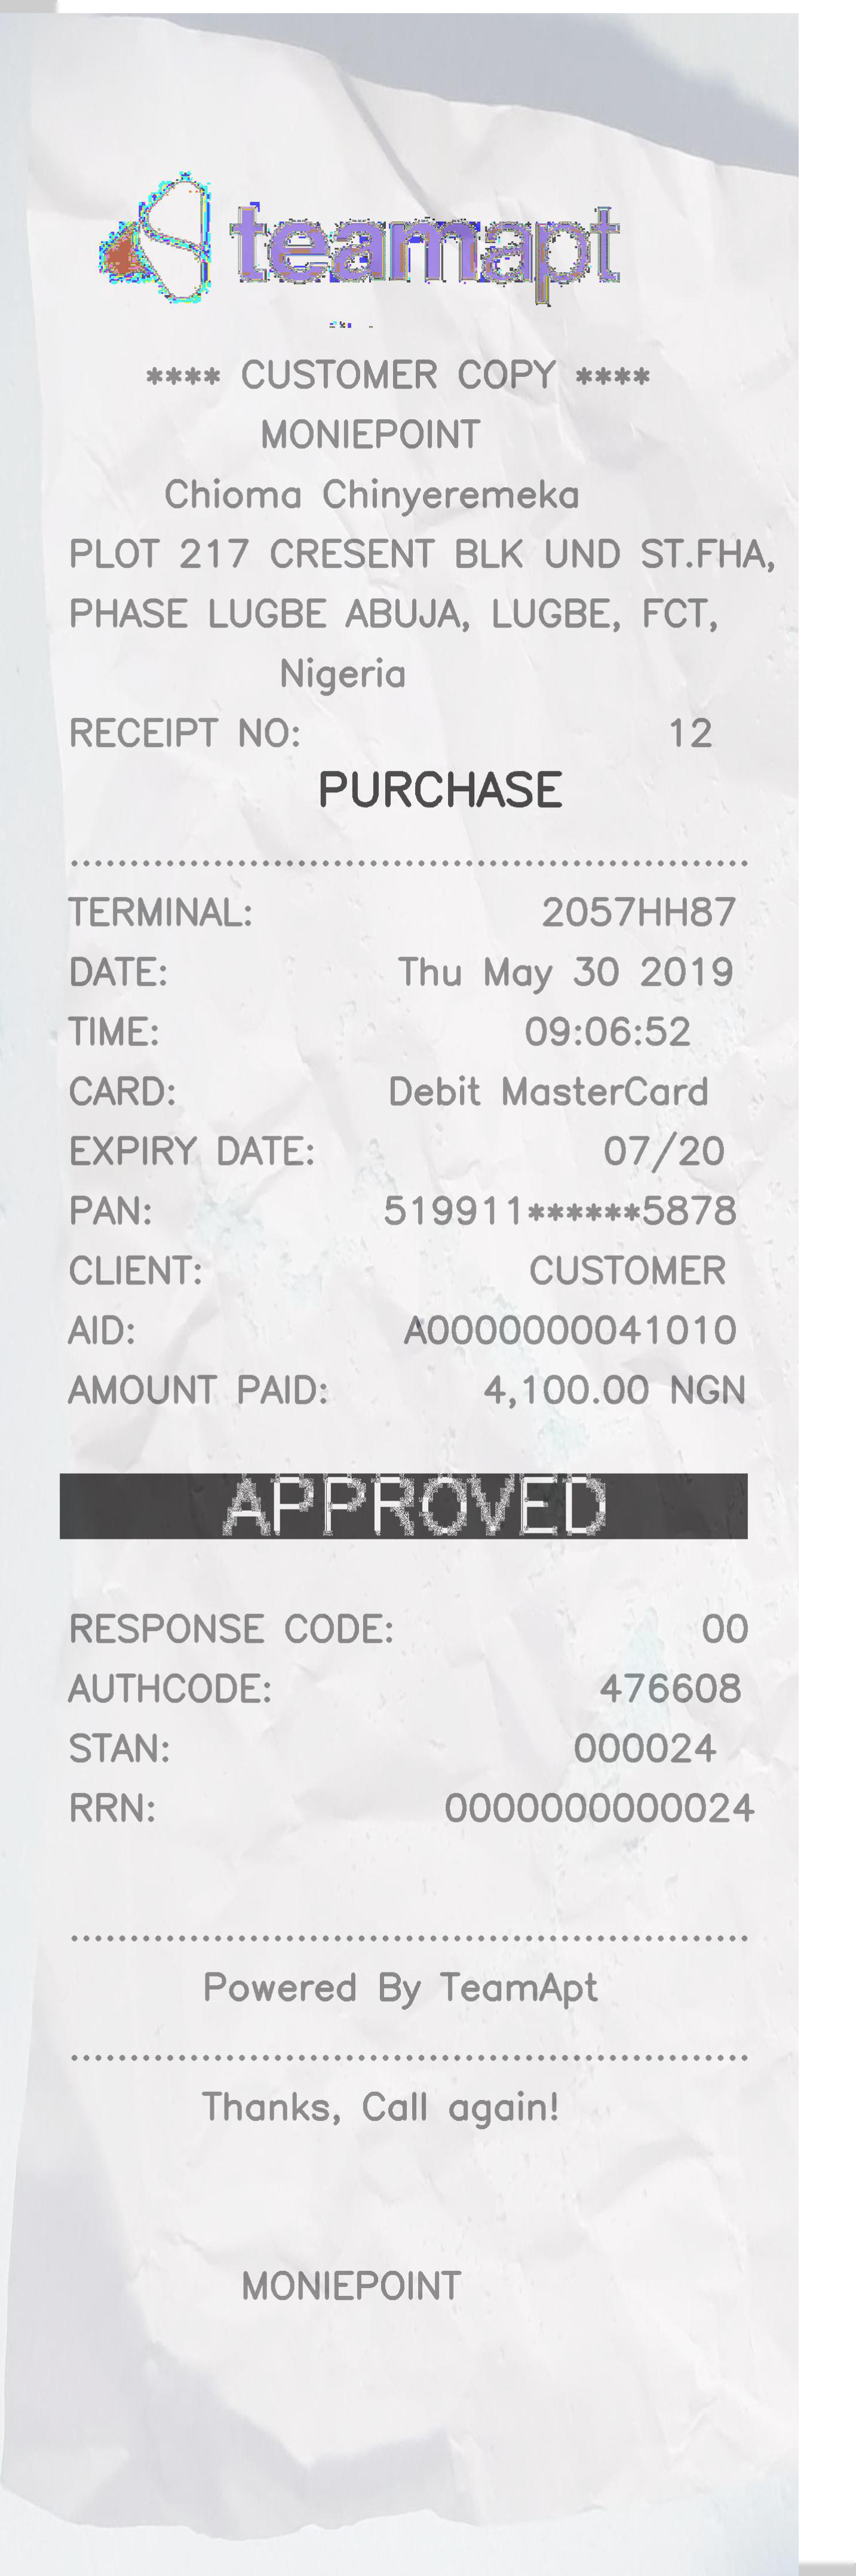 teamapt
**** CUSTOMER COPY ****
MONIEPOINT
Chioma Chinyeremeka
PLOT 217 CRESENT BLK UND ST.FHA,
PHASE LUGBE ABUJA, LUGBE, FCT,
Nigeria
RECEIPT NO: 12
PURCHASE
TERMINAL: 2057HH87
DATE: Thu May 30 2019
TIME: 09:06:52
CARD: Debit MasterCard
EXPIRY DATE: 07/20
PAN: 519911******5878
CLIENT: CUSTOMER
AID: A0000000041010
AMOUNT PAID: 4,100.00 NGN
APPROVED
RESPONSE CODE: 00
AUTHCODE: 476608
STAN: 000024
RRN: 0000000000024
Powered By TeamApt
Thanks, Call again!
MONIEPOINT